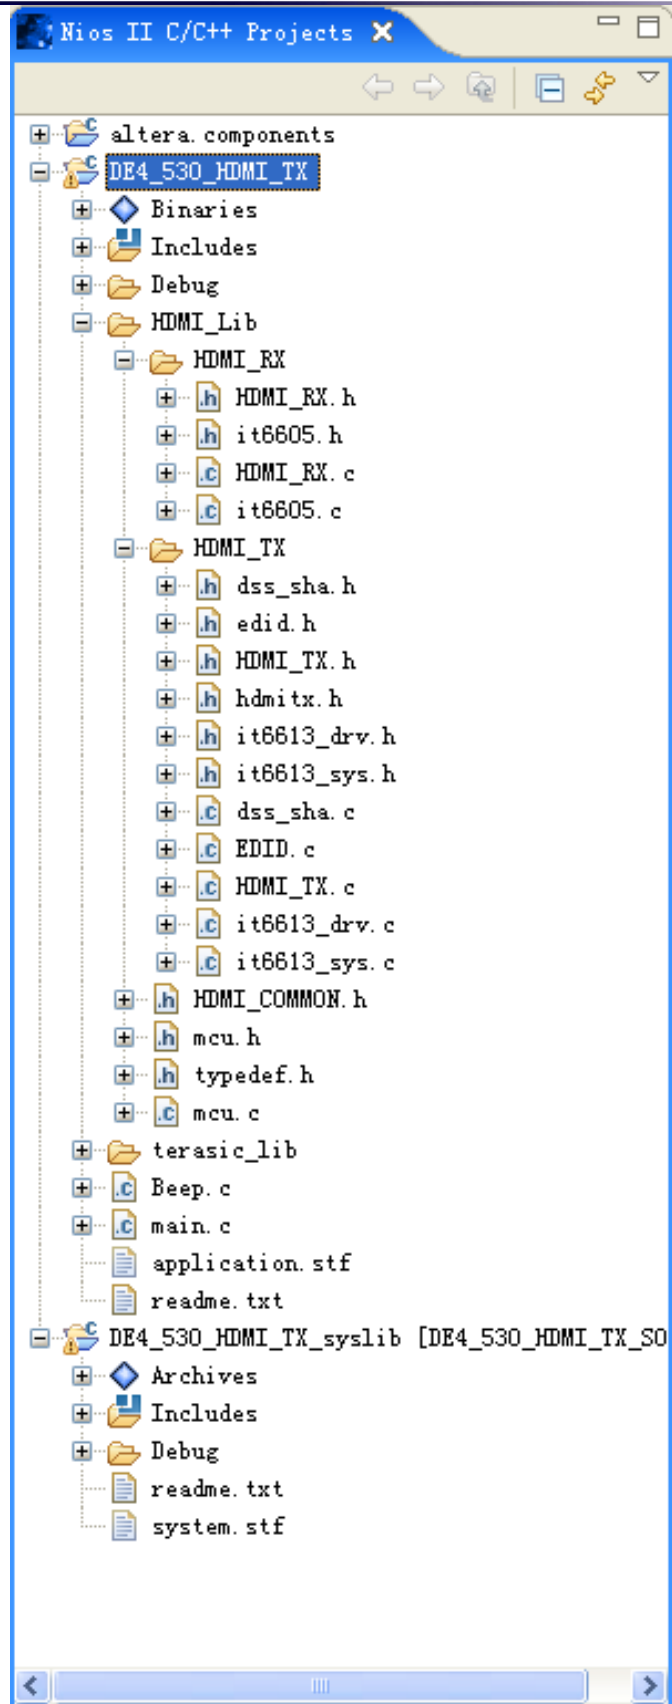 Nios II C/C++ Projects
altera.components
DE4_530_HDMI_TX
Binaries
Includes
Debug
HDMI_Lib
HDMI_RX
.h HDMI_RX.h
.h it6605.h
.c HDMI_RX.c
.c it6605.c
HDMI_TX
.h dss_sha.h
.h edid.h
.h HDMI_TX.h
.h hdmitx.h
.h it6613_drv.h
.h it6613_sys.h
.c dss_sha.c
.c EDID.c
.c HDMI_TX.c
.c it6613_drv.c
.c it6613_sys.c
.h HDMI_COMMON.h
.h mcu.h
.h typedef.h
.c mcu.c
terasic_lib
.c Beep.c
.c main.c
application.stf
readme.txt
DE4_530_HDMI_TX_syslib [DE4_530_HDMI_TX_SO
Archives
Includes
Debug
readme.txt
system.stf